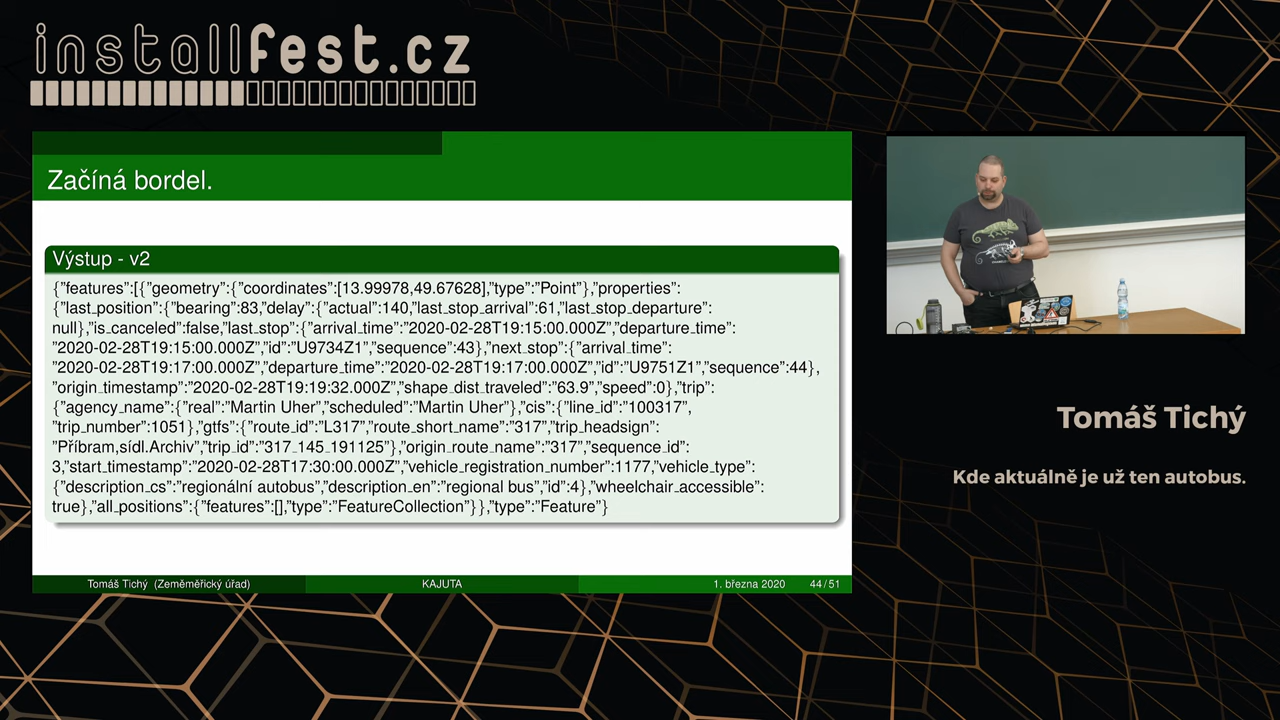 installfest.cz
Začíná bordel.
Výstup - v2
{"features":[{"geometry":{"coordinates":[13.99978,49.67628],"type":"Point"},"properties":
{"last_position":{"bearing":83,"delay":{"actual":140,"last_stop_arrival":61,"last_stop_departure":
null},"is_canceled":false,"last_stop":{"arrival_time":"2020-02-28T19:15:00.000Z","departure_time":
"2020-02-28T19:15:00.000Z","id":"U9734Z1","sequence":43},"next_stop":{"arrival_time":
"2020-02-28T19:17:00.000Z","departure_time":"2020-02-28T19:17:00.000Z","id":"U9751Z1","sequence":44},
"origin_timestamp":"2020-02-28T19:19:32.000Z","shape_dist_traveled":"63.9","speed":0},"trip":
{"agency_name":{"real":"Martin Uher","scheduled":"Martin Uher"},"cis":{"line_id":"100317",
"trip_number":1051},"gtfs":{"route_id":"L317","route_short_name":"317","trip_headsign":
"Příbram,sídl.Archiv","trip_id":"317_145_191125"},"origin_route_name":"317","sequence_id":
3,"start_timestamp":"2020-02-28T17:30:00.000Z","vehicle_registration_number":1177,"vehicle_type":
{"description_cs":"regionální autobus","description_en":"regional bus","id":4},"wheelchair_accessible":
true},"all_positions":{"features":[],"type":"FeatureCollection"}},"type":"Feature"}
Tomáš Tichý (Zeměměřický úřad) KAJUTA 1. března 2020 44/51
Tomáš Tichý
Kde aktuálně je už ten autobus.